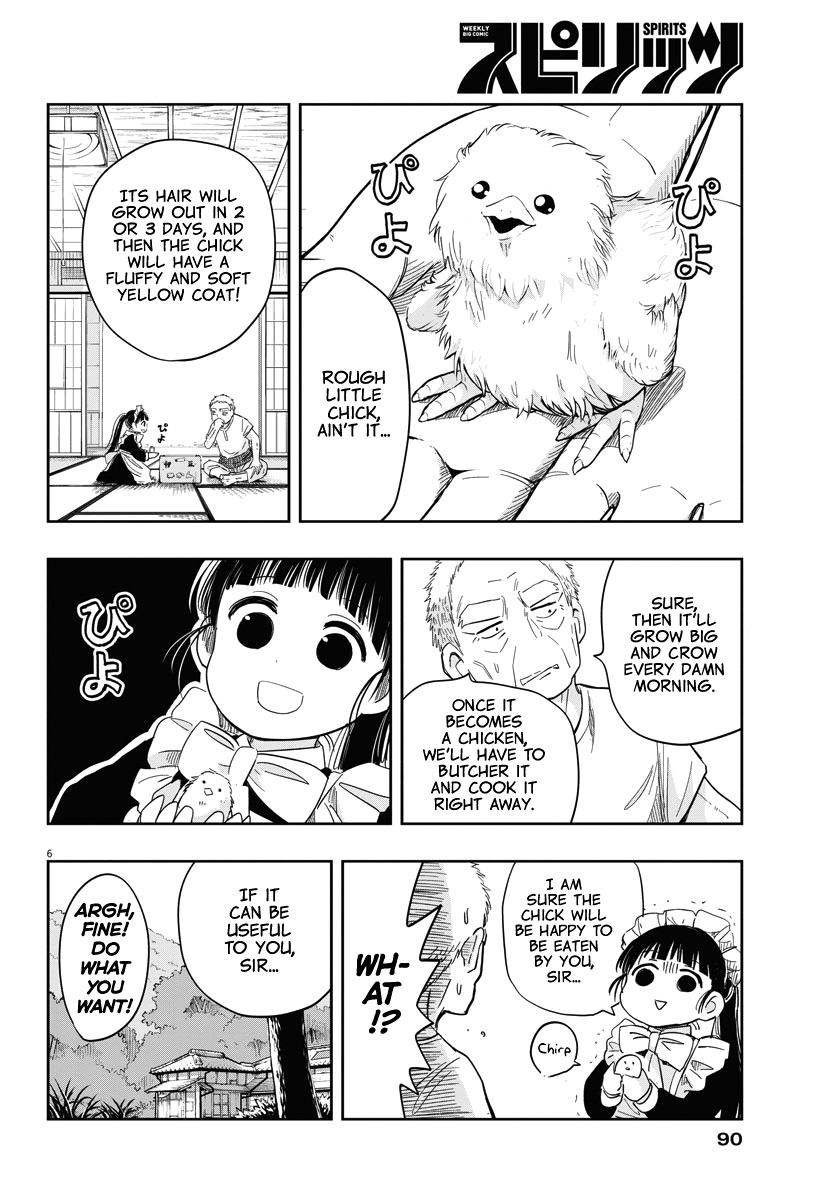 WEEKLY
BIG COMIC
SPIRITS
スピリッツ
ぴよ
ぴよ
ROUGH
LITTLE
CHICK,
AIN'T IT...
ITS HAIR WILL
GROW OUT IN 2
OR 3 DAYS, AND
THEN THE CHICK
WILL HAVE A
FLUFFY AND SOFT
YELLOW COAT!
ぴよ
SURE,
THEN IT'LL
GROW BIG
AND CROW
EVERY DAMN
MORNING.
ONCE IT
BECOMES
A CHICKEN,
WE'LL HAVE TO
BUTCHER IT
AND COOK IT
RIGHT AWAY.
ぴよ
I AM
SURE THE
CHICK WILL
BE HAPPY TO
BE EATEN
BY YOU,
SIR...
Chirp
WH-
AT
!?
IF IT
CAN BE
USEFUL
TO YOU,
SIR...
ARGH,
FINE!
DO
WHAT
YOU
WANT!
6
90